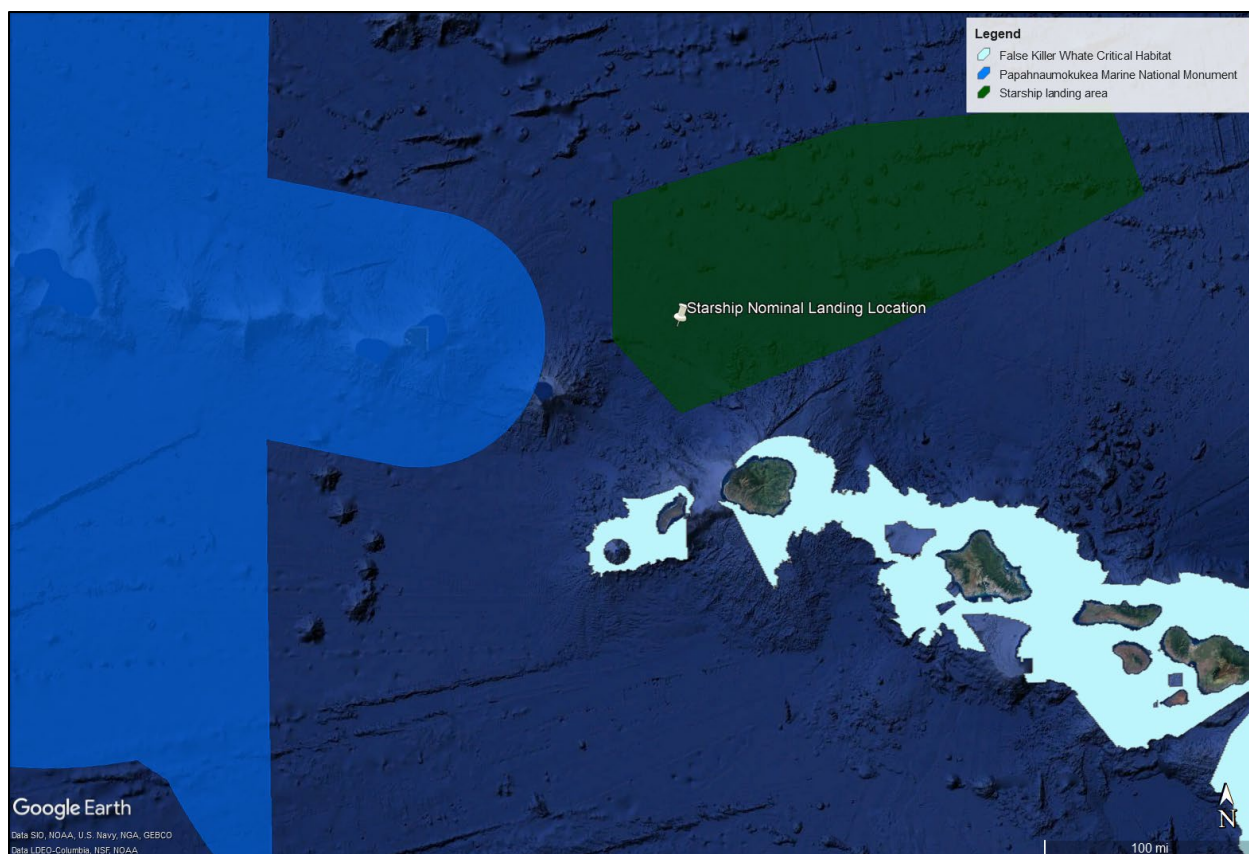 Legend
False Killer Whate Critical Habitat
Papahnaumokukea Marine National Monument
Starship landing area
Starship Nominal Landing Location
Google Earth
Data SIO, NOAA, U.S. Navy, NGA, GEBCO
Data LDEO-Columbia, NSF, NOAA
N
100 mi